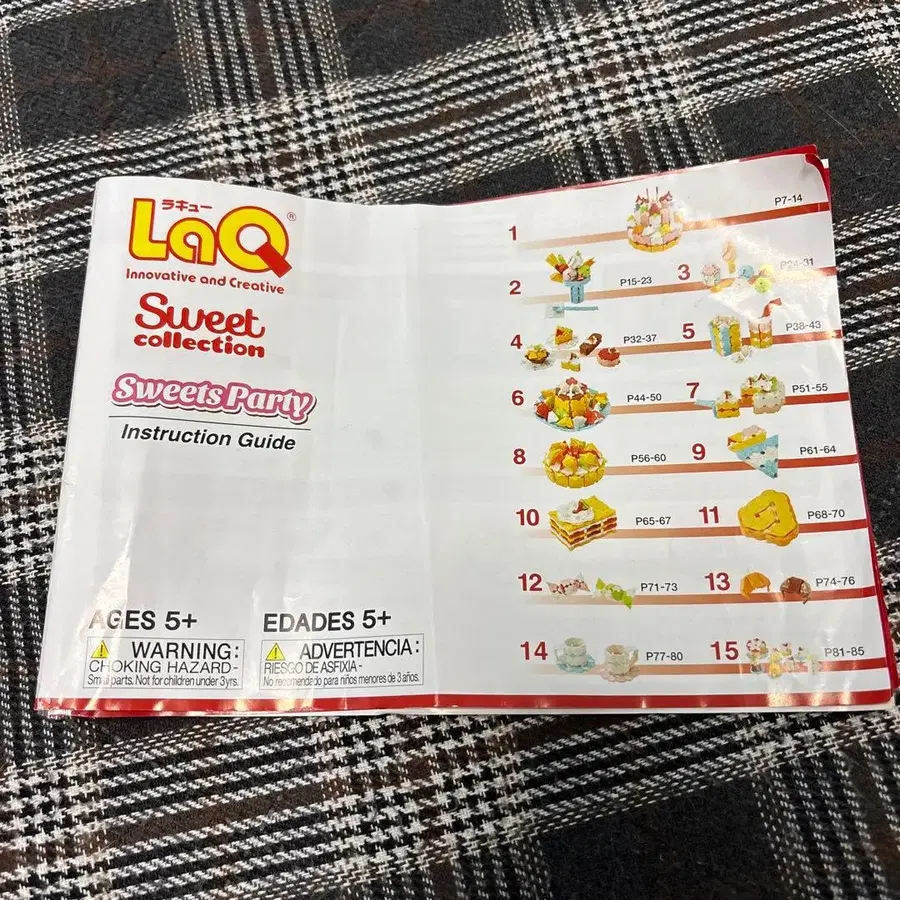 ラキュー
LaQ®
Innovative and Creative
Sweet
collection
Sweets Party
Instruction Guide
AGES 5+
WARNING:
CHOKING HAZARD-
Small parts. Not for children under 3yrs.
EDADES 5+
ADVERTENCIA:
RIESGO DE ASFIXIA-
No recomendado para niños menores de 3 años.
1 P7-14
2 P15-23 3 P24-31
4 P32-37 5 P38-43
6 P44-50 7 P51-55
8 P56-60 9 P61-64
10 P65-67 11 P68-70
12 P71-73 13 P74-76
14 P77-80 15 P81-85